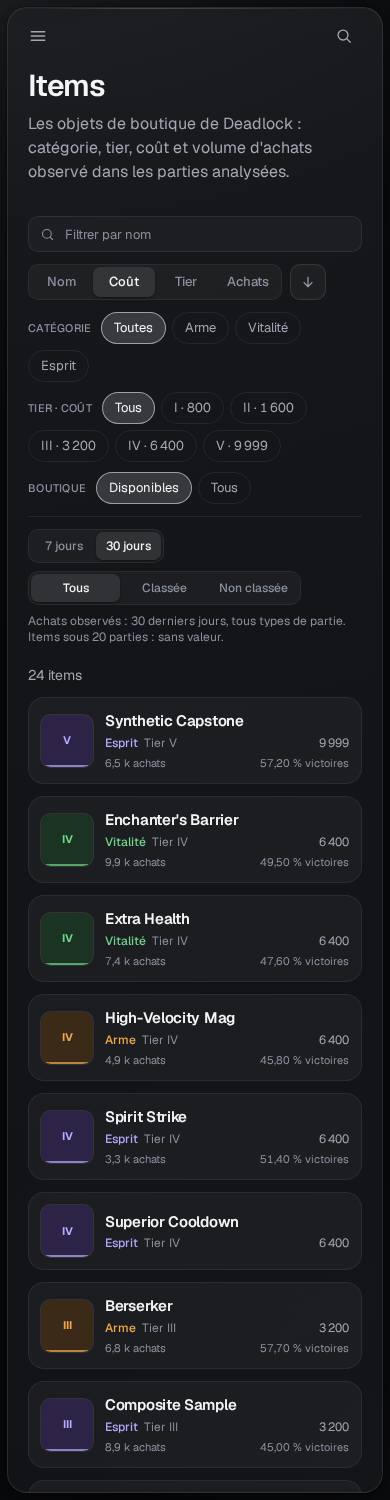 Items
Les objets de boutique de Deadlock :
catégorie, tier, coût et volume d'achats
observé dans les parties analysées.
Filtrer par nom
Nom Coût Tier Achats ↓
CATÉGORIE Toutes Arme Vitalité
Esprit
TIER · COÛT Tous I · 800 II · 1 600
III · 3 200 IV · 6 400 V · 9 999
BOUTIQUE Disponibles Tous
7 jours 30 jours
Tous Classée Non classée
Achats observés : 30 derniers jours, tous types de partie.
Items sous 20 parties : sans valeur.
24 items
V
Synthetic Capstone
Esprit Tier V 9 999
6,5 k achats 57,20 % victoires
IV
Enchanter's Barrier
Vitalité Tier IV 6 400
9,9 k achats 49,50 % victoires
IV
Extra Health
Vitalité Tier IV 6 400
7,4 k achats 47,60 % victoires
IV
High-Velocity Mag
Arme Tier IV 6 400
4,9 k achats 45,80 % victoires
IV
Spirit Strike
Esprit Tier IV 6 400
3,3 k achats 51,40 % victoires
IV
Superior Cooldown
Esprit Tier IV 6 400
III
Berserker
Arme Tier III 3 200
6,8 k achats 57,70 % victoires
III
Composite Sample
Esprit Tier III 3 200
8,9 k achats 45,00 % victoires